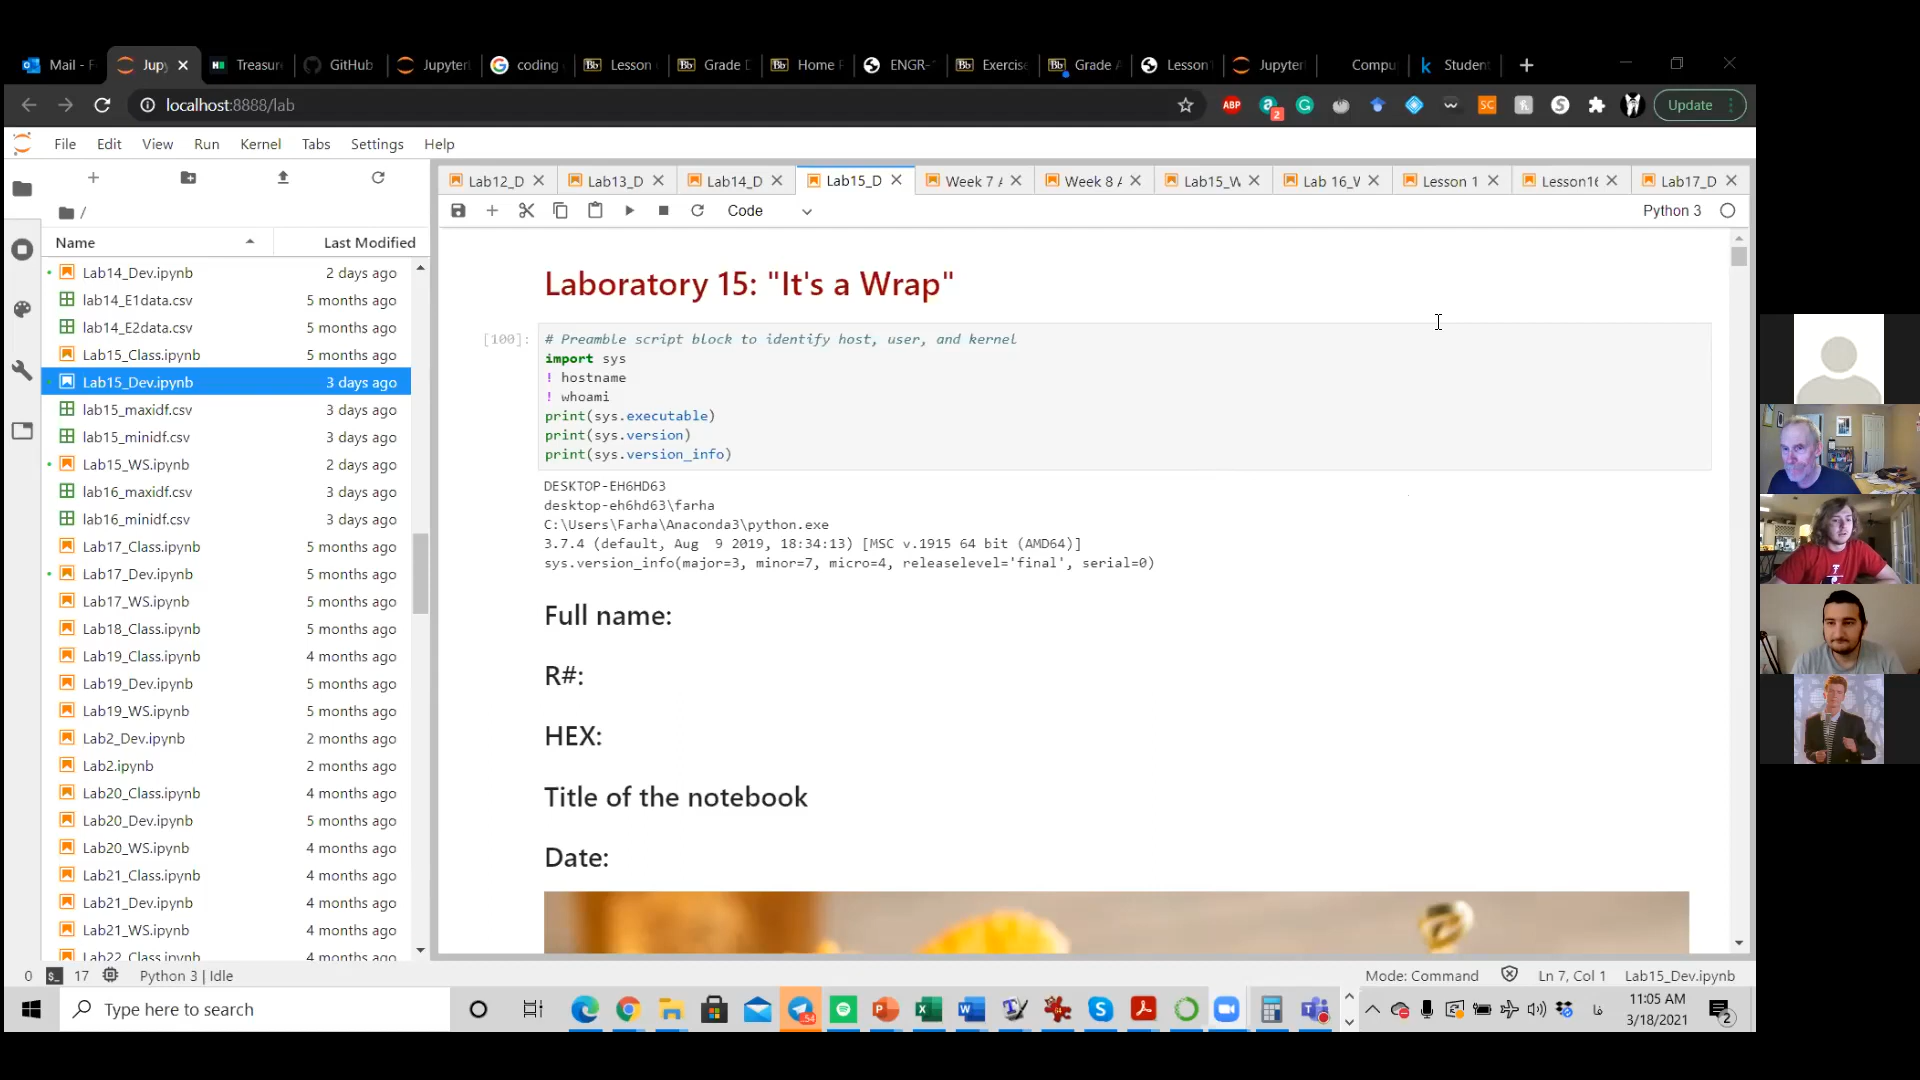 Mail - F
Jupy
Treasur
GitHub
Jupyter
coding
Lesson
Grade D
Home P
ENGR-
Exercise
Grade A
Lesson
Jupyter
Compu
Student
localhost:8888/lab
ABP
2
SC
Update
File Edit View Run Kernel Tabs Settings Help
Lab12_D
Lab13_D
Lab14_D
Lab15_D
Week 7 A
Week 8 A
Lab15_W
Lab 16_V
Lesson 1
Lesson16
Lab17_D
/
Code
Python 3
Name Last Modified
Lab14_Dev.ipynb 2 days ago
lab14_E1data.csv 5 months ago
lab14_E2data.csv 5 months ago
Lab15_Class.ipynb 5 months ago
Lab15_Dev.ipynb 3 days ago
lab15_maxidf.csv 3 days ago
lab15_minidf.csv 3 days ago
Lab15_WS.ipynb 2 days ago
lab16_maxidf.csv 3 days ago
lab16_minidf.csv 3 days ago
Lab17_Class.ipynb 5 months ago
Lab17_Dev.ipynb 5 months ago
Lab17_WS.ipynb 5 months ago
Lab18_Class.ipynb 5 months ago
Lab19_Class.ipynb 4 months ago
Lab19_Dev.ipynb 5 months ago
Lab19_WS.ipynb 5 months ago
Lab2_Dev.ipynb 2 months ago
Lab2.ipynb 2 months ago
Lab20_Class.ipynb 4 months ago
Lab20_Dev.ipynb 5 months ago
Lab20_WS.ipynb 4 months ago
Lab21_Class.ipynb 4 months ago
Lab21_Dev.ipynb 4 months ago
Lab21_WS.ipynb 4 months ago
Lab22_Class.ipynb 4 months ago
Laboratory 15: "It's a Wrap"
[100]: # Preamble script block to identify host, user, and kernel
import sys
! hostname
! whoami
print(sys.executable)
print(sys.version)
print(sys.version_info)
DESKTOP-EH6HD63
desktop-eh6hd63\farha
C:\Users\Farha\Anaconda3\python.exe
3.7.4 (default, Aug  9 2019, 18:34:13) [MSC v.1915 64 bit (AMD64)]
sys.version_info(major=3, minor=7, micro=4, releaselevel='final', serial=0)
Full name:
R#:
HEX:
Title of the notebook
Date:
0 17 Python 3 | Idle
Mode: Command Ln 7, Col 1 Lab15_Dev.ipynb
Type here to search
11:05 AM
3/18/2021
2